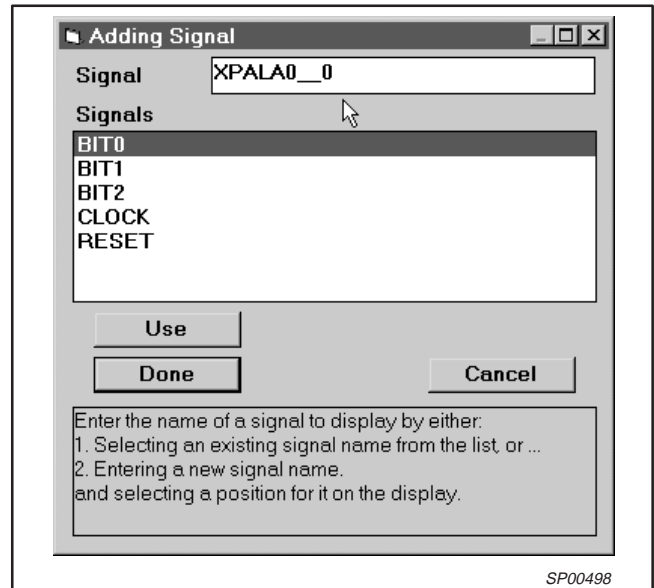 Adding Signal
Signal XPALA0__0
Signals
BIT0
BIT1
BIT2
CLOCK
RESET
Use
Done Cancel
Enter the name of a signal to display by either:
1. Selecting an existing signal name from the list, or ...
2. Entering a new signal name.
and selecting a position for it on the display.
SP00498